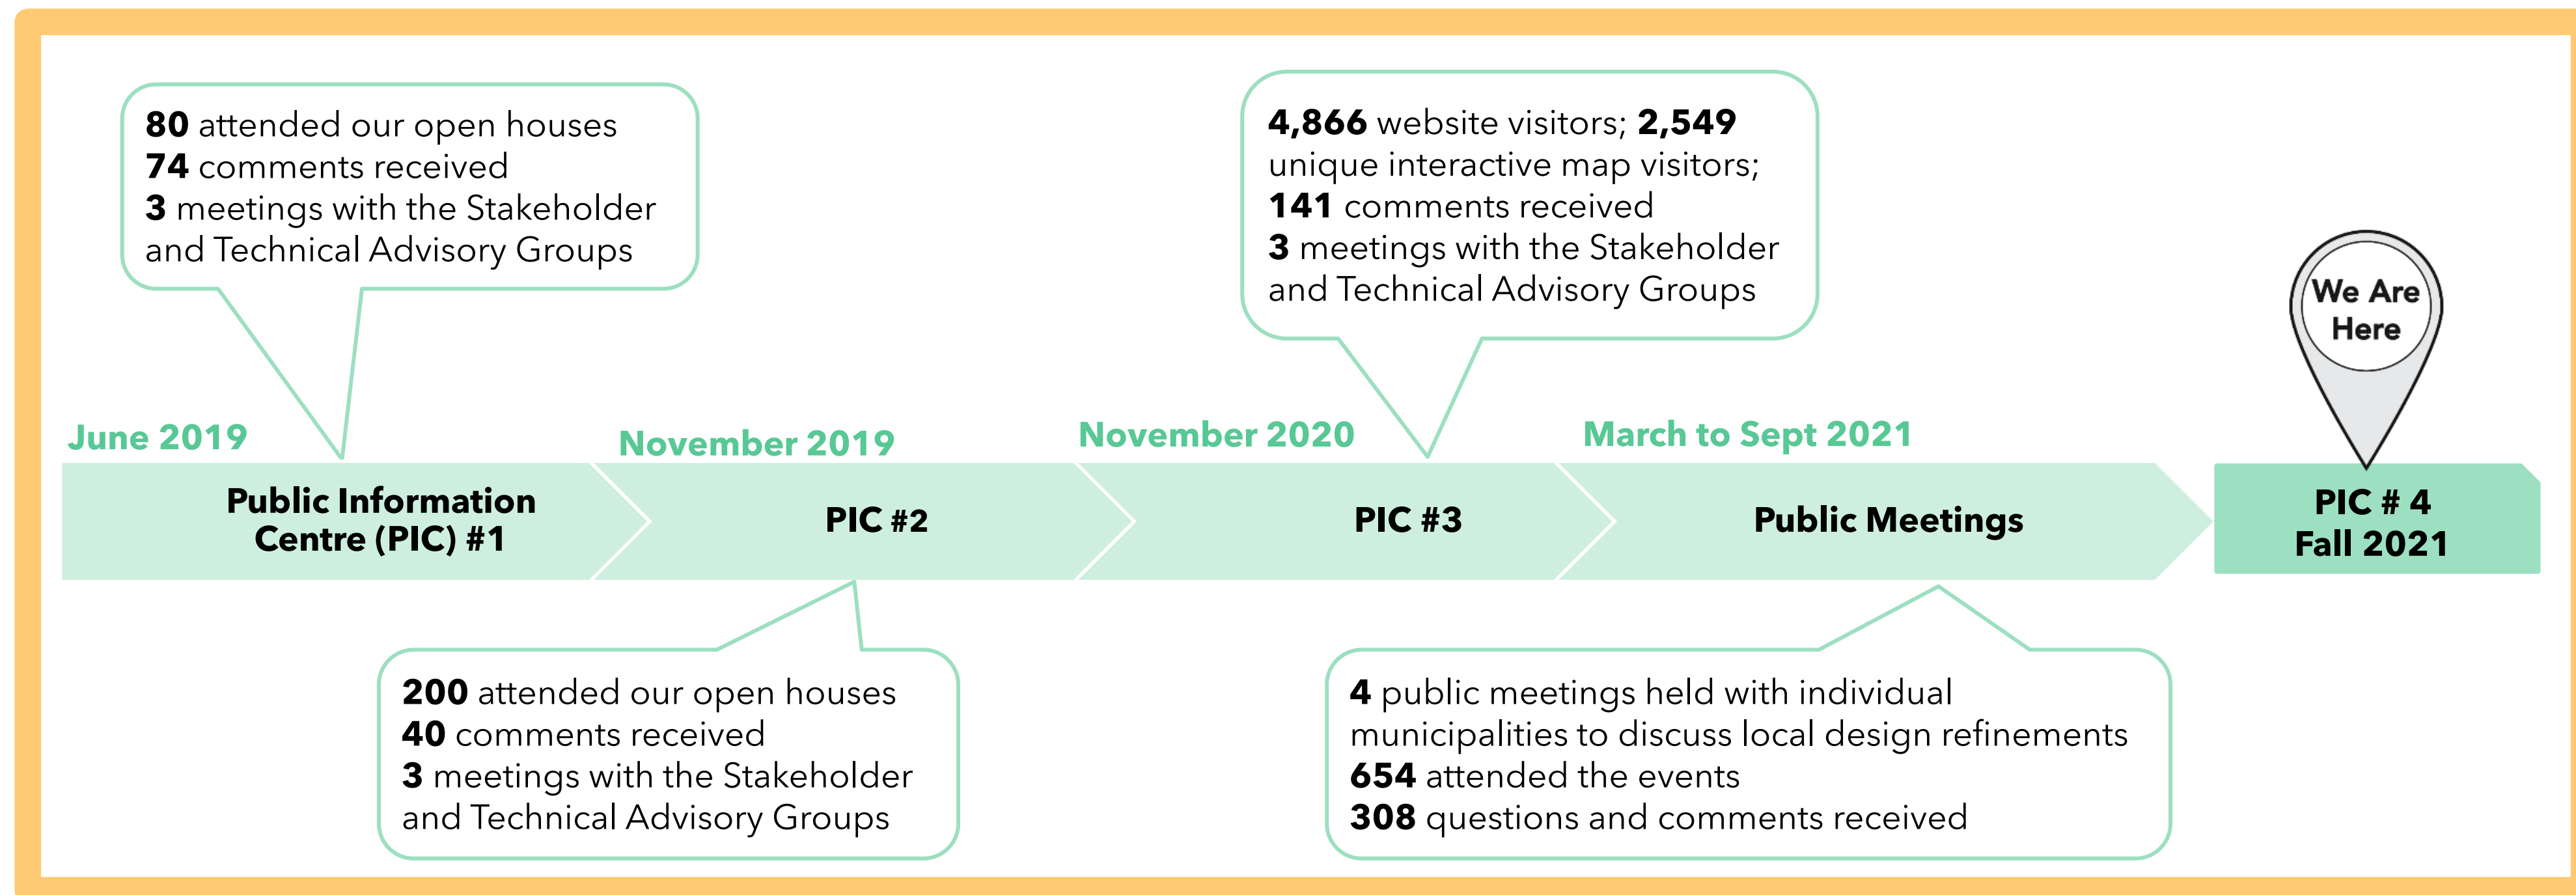 80 attended our open houses
74 comments received
3 meetings with the Stakeholder
and Technical Advisory Groups
4,866 website visitors; 2,549
unique interactive map visitors;
141 comments received
3 meetings with the Stakeholder
and Technical Advisory Groups
We Are
Here
June 2019
November 2019
November 2020
March to Sept 2021
Public Information
Centre (PIC) #1
PIC #2
PIC #3
Public Meetings
PIC # 4
Fall 2021
200 attended our open houses
40 comments received
3 meetings with the Stakeholder
and Technical Advisory Groups
4 public meetings held with individual
municipalities to discuss local design refinements
654 attended the events
308 questions and comments received